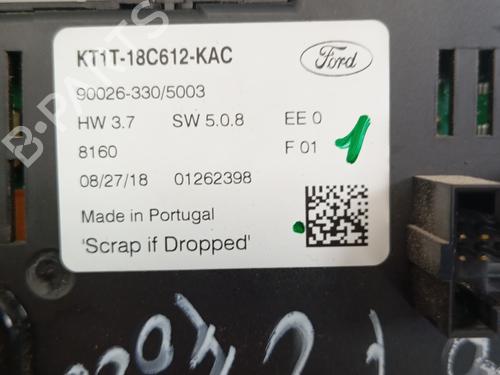 KT1T-18C612-KAC
Ford
90026-330/5003
HW 3.7 SW 5.0.8 EE 0
8160 F 01 1
08/27/18 01262398
Made in Portugal
'Scrap if Dropped'